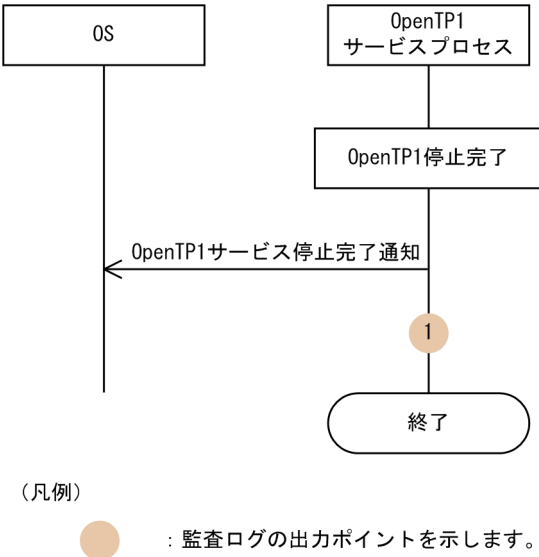 OS
OpenTP1
サービスプロセス
OpenTP1停止完了
OpenTP1サービス停止完了通知
1
終了
（凡例）
：監査ログの出力ポイントを示します。